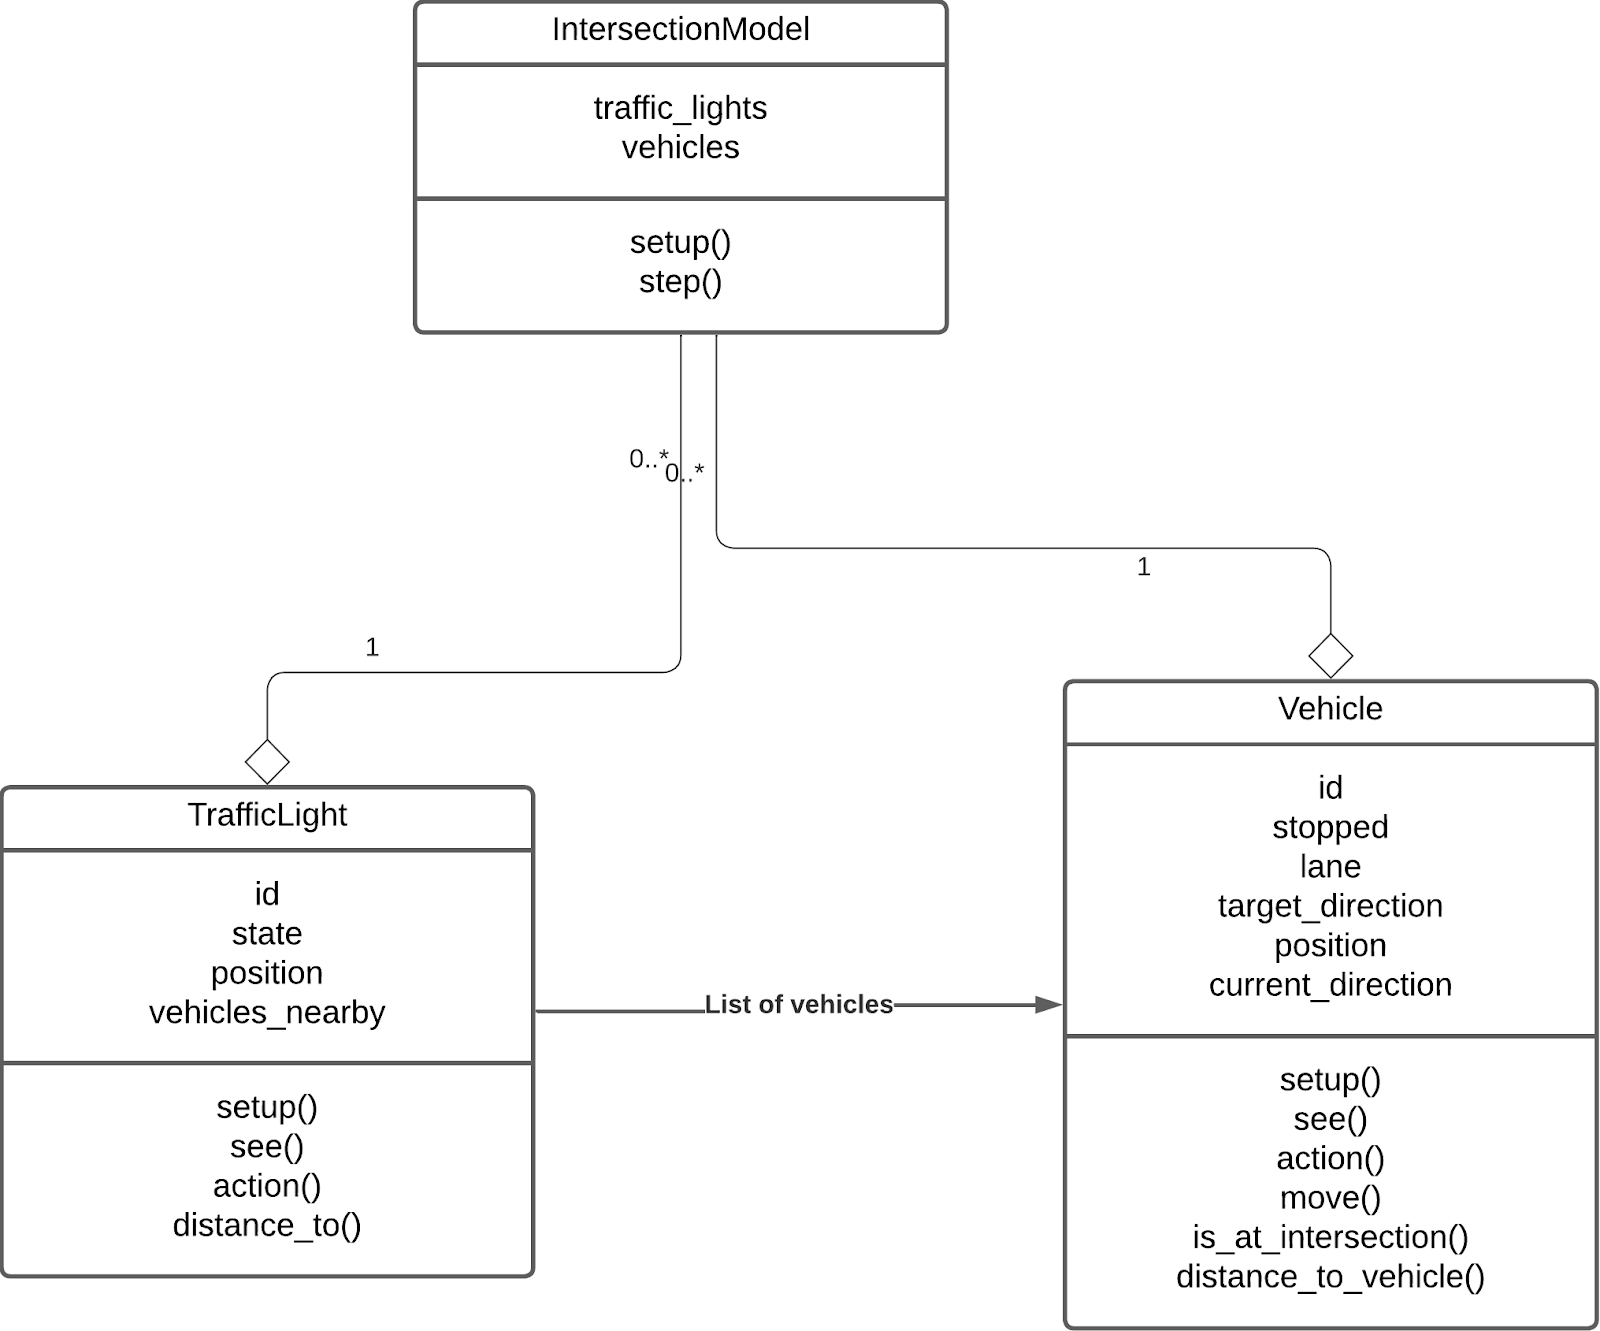 IntersectionModel
traffic_lights
vehicles
setup()
step()
0..*
0..*
1
1
TrafficLight
id
state
position
vehicles_nearby
setup()
see()
action()
distance_to()
List of vehicles
Vehicle
id
stopped
lane
target_direction
position
current_direction
setup()
see()
action()
move()
is_at_intersection()
distance_to_vehicle()